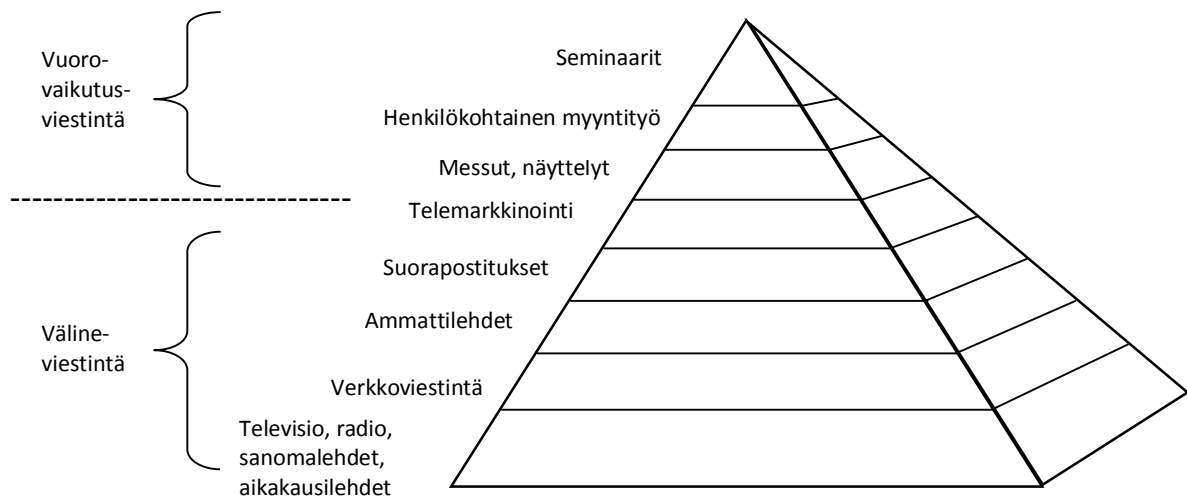 Vuoro-
vaikutus-
viestintä
Seminaarit
Henkilökohtainen myyntityö
Messut, näyttelyt
Telemarkkinointi
Suorapostitukset
Ammattilehdet
Väline-
viestintä
Verkkoviestintä
Televisio, radio,
sanomalehdet,
aikakausilehdet